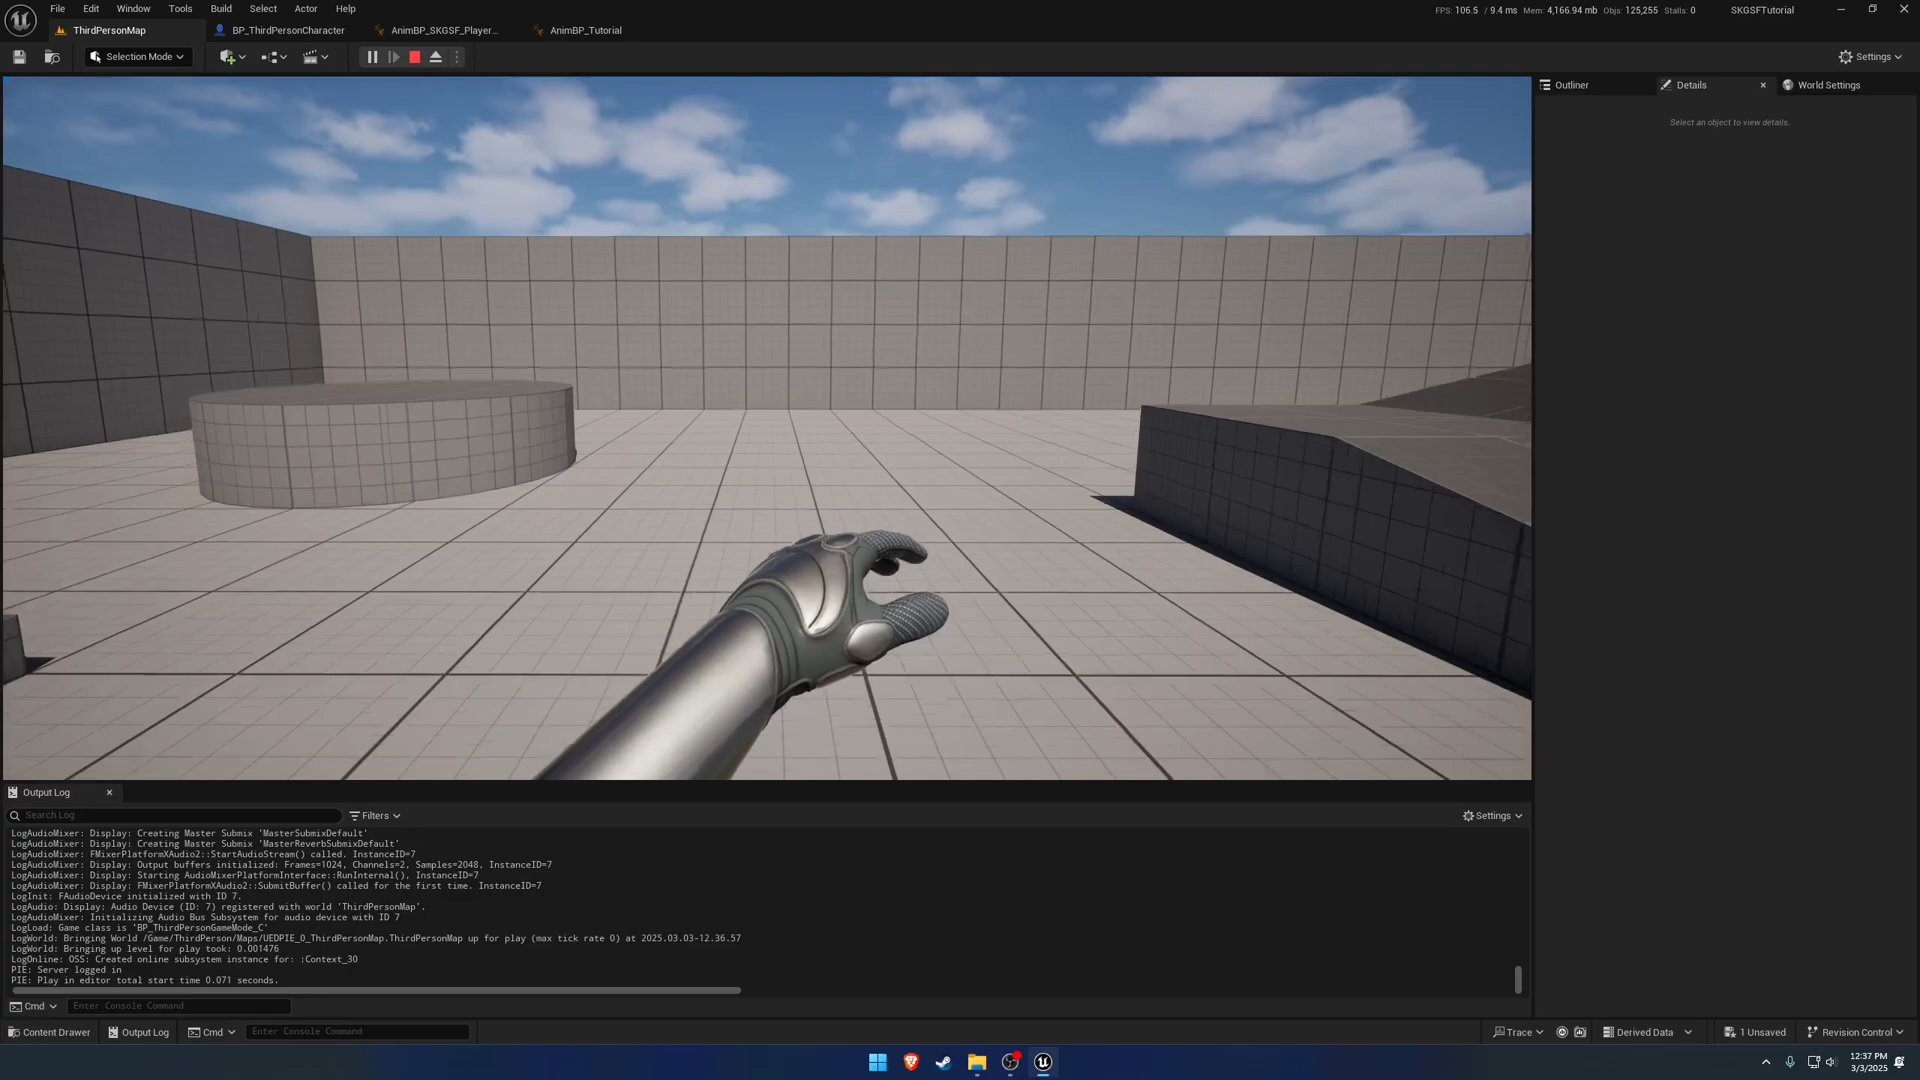 File Edit Window Tools Build Select Actor Help
FPS: 106.5 / 9.4 ms Mem: 4,166.94 mb Objs: 125,255 Stalls: 0 SKGSFTutorial
ThirdPersonMap BP_ThirdPersonCharacter AnimBP_SKGSF_Player... AnimBP_Tutorial
Selection Mode
Settings
Outliner Details World Settings
Select an object to view details.
Output Log
Search Log
Filters
Settings
LogAudioMixer: Display: Creating Master Submix 'MasterSubmixDefault'
LogAudioMixer: Display: Creating Master Submix 'MasterReverbSubmixDefault'
LogAudioMixer: FMixerPlatformXAudio2::StartAudioStream() called. InstanceID=7
LogAudioMixer: Display: Output buffers initialized: Frames=1024, Channels=2, Samples=2048, InstanceID=7
LogAudioMixer: Display: Starting AudioMixerPlatformInterface::RunInternal(), InstanceID=7
LogAudioMixer: Display: FMixerPlatformXAudio2::SubmitBuffer() called for the first time. InstanceID=7
LogInit: FAudioDevice initialized with ID 7.
LogAudio: Display: Audio Device (ID: 7) registered with world 'ThirdPersonMap'.
LogAudioMixer: Initializing Audio Bus Subsystem for audio device with ID 7
LogLoad: Game class is 'BP_ThirdPersonGameMode_C'
LogWorld: Bringing World /Game/ThirdPerson/Maps/UEDPIE_0_ThirdPersonMap.ThirdPersonMap up for play (max tick rate 0) at 2025.03.03-12.36.57
LogWorld: Bringing up level for play took: 0.001476
LogOnline: OSS: Created online subsystem instance for: :Context_30
PIE: Server logged in
PIE: Play in editor total start time 0.071 seconds.
Cmd Enter Console Command
Content Drawer Output Log Cmd Enter Console Command
Trace Derived Data 1 Unsaved Revision Control
12:37 PM
3/3/2025